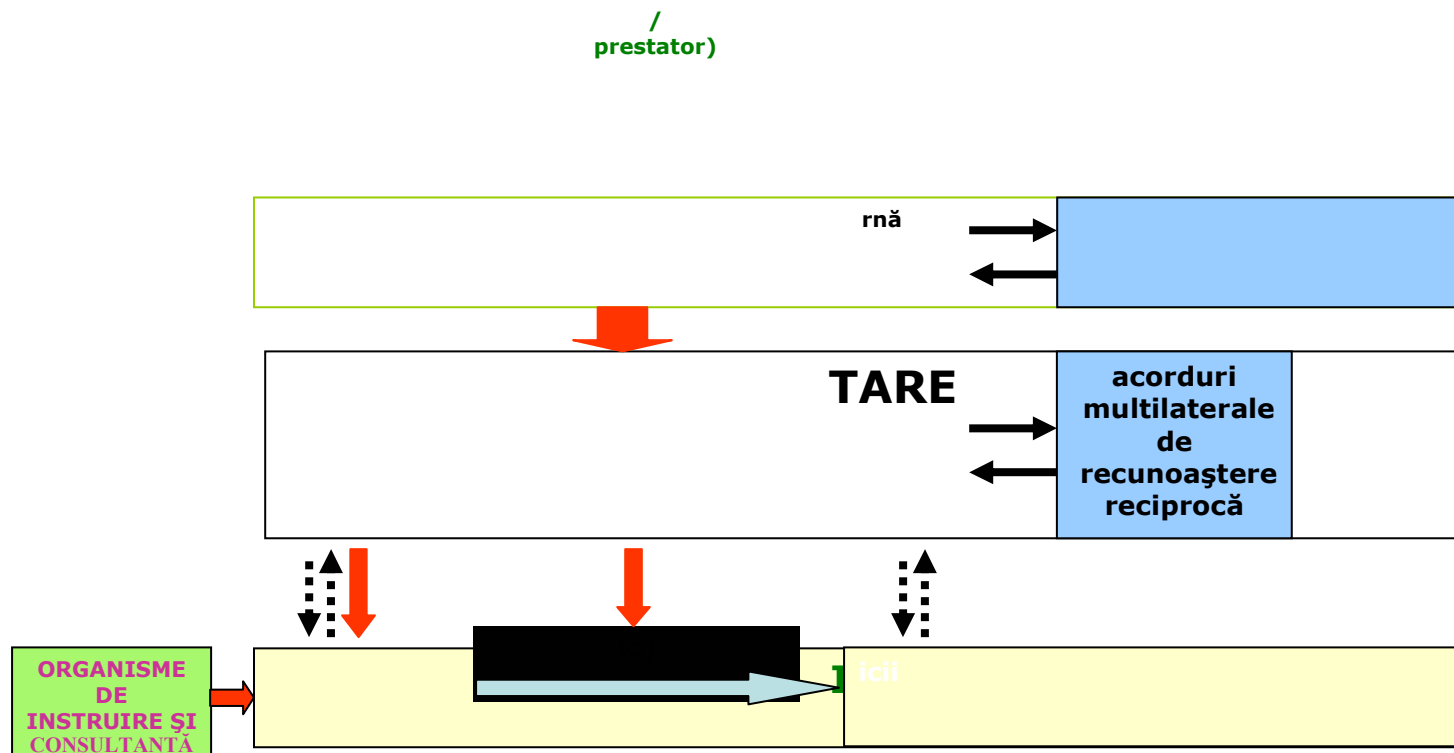 /
prestator)
rnă
TARE
acorduri
multilaterale
de
recunoaştere
reciprocă
icii
ORGANISME
DE
INSTRUIRE ŞI
CONSULTANTĂ